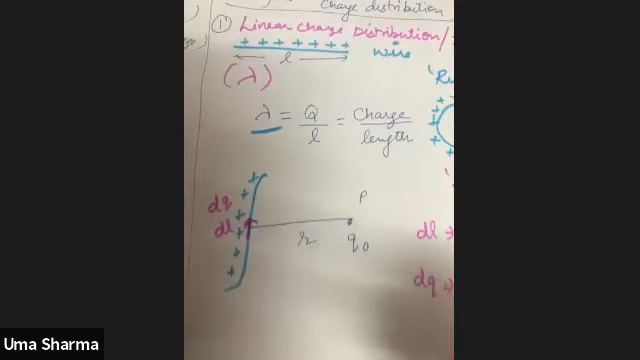 Charge distribution
① Linear charge Distribution/
+ + + + + + +
wire
l
(λ)
λ = Q/l = Charge/length
dq
dl
P
r
q₀
dl →
dq →
Uma Sharma